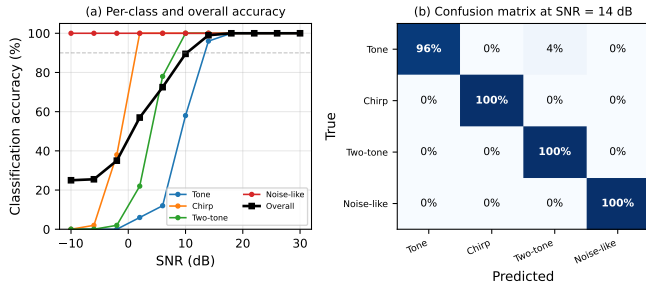 (a) Per-class and overall accuracy
Classification accuracy (%)
100
80
60
40
20
0
−10
0
10
20
30
SNR (dB)
Tone
Chirp
Two-tone
Noise-like
Overall
(b) Confusion matrix at SNR = 14 dB
True
Tone 96% 0% 4% 0%
Chirp 0% 100% 0% 0%
Two-tone 0% 0% 100% 0%
Noise-like 0% 0% 0% 100%
Tone Chirp Two-tone Noise-like
Predicted